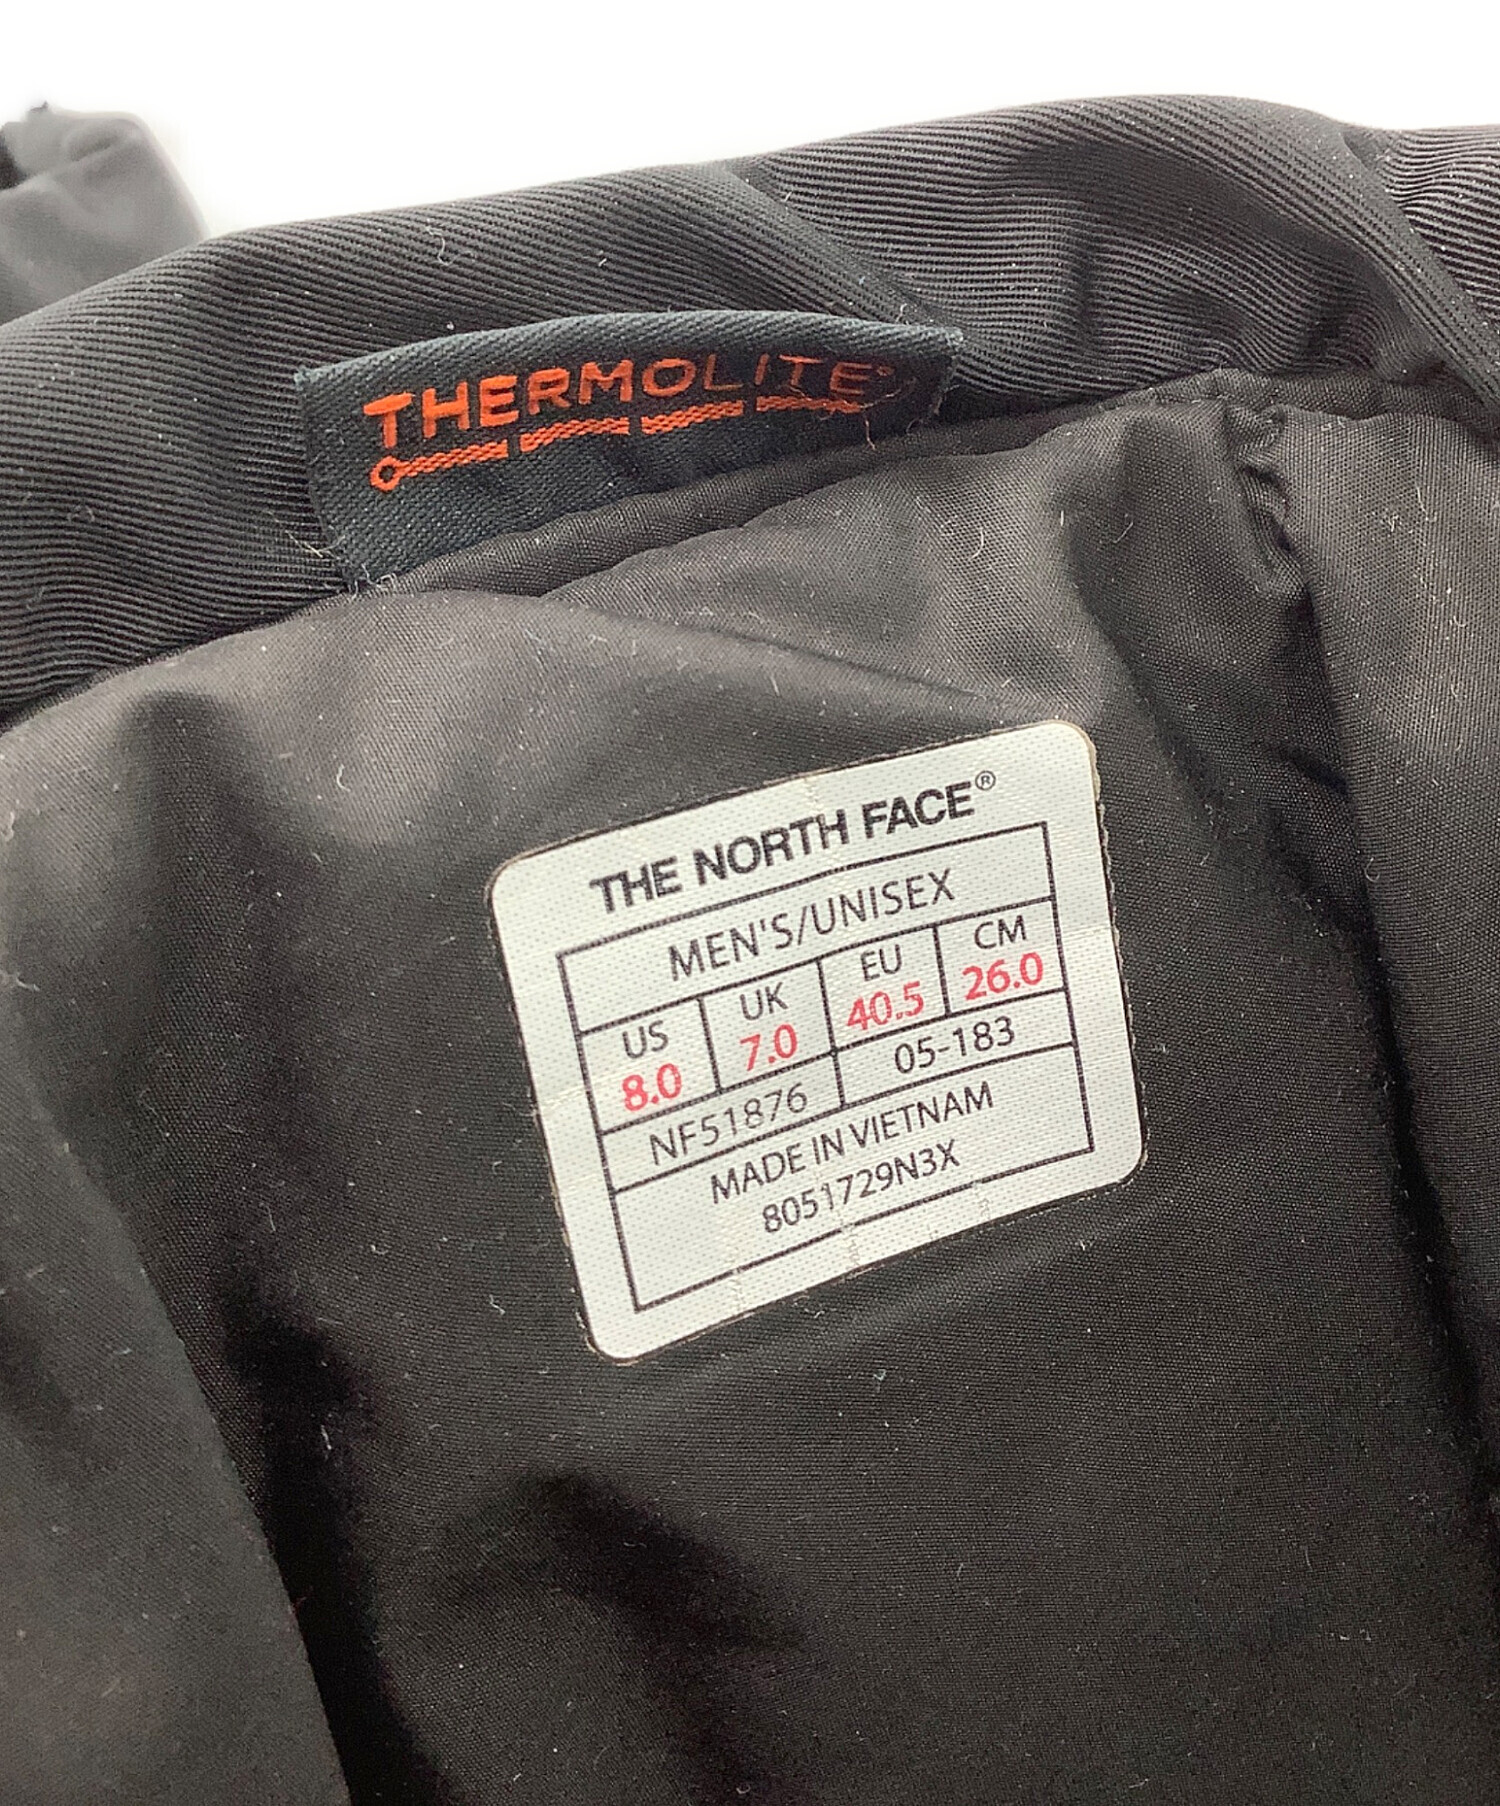 THERMOLITE®
THE NORTH FACE®
MEN'S/UNISEX
US UK EU CM
8.0 7.0 40.5 26.0
NF51876 05-183
MADE IN VIETNAM
8051729N3X